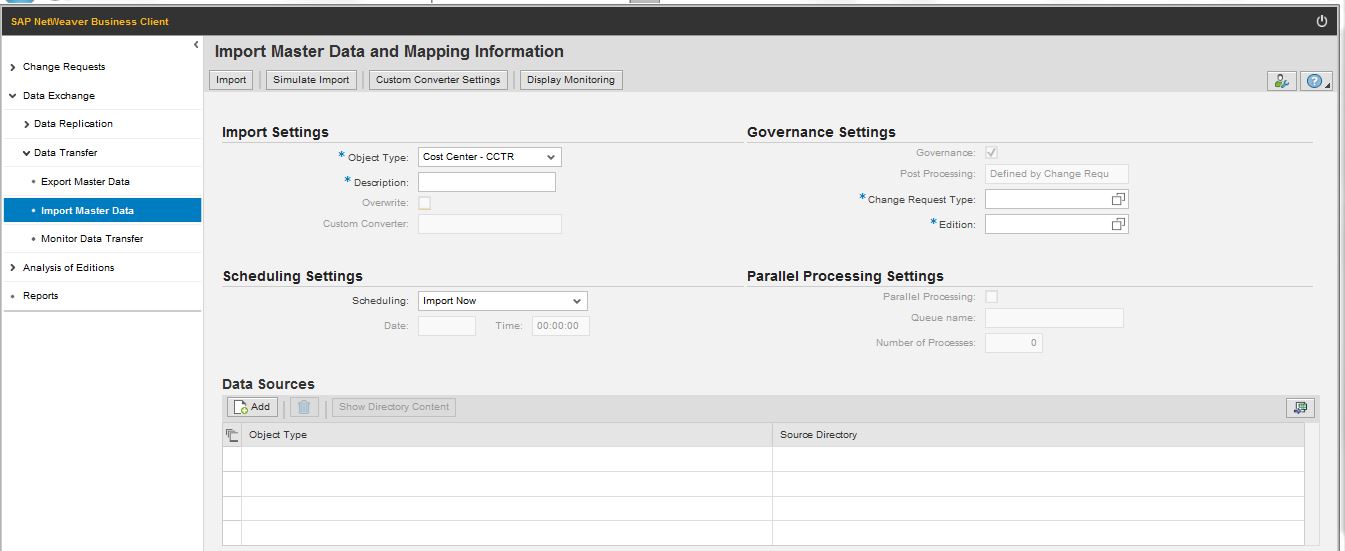 SAP NetWeaver Business Client
Change Requests
Data Exchange
Data Replication
Data Transfer
Export Master Data
Import Master Data
Monitor Data Transfer
Analysis of Editions
Reports
Import Master Data and Mapping Information
Import Simulate Import Custom Converter Settings Display Monitoring
Import Settings
* Object Type: Cost Center - CCTR
* Description:
Overwrite:
Custom Converter:
Governance Settings
Governance:
Post Processing: Defined by Change Requ
* Change Request Type:
* Edition:
Scheduling Settings
Scheduling: Import Now
Date: Time: 00:00:00
Parallel Processing Settings
Parallel Processing:
Queue name:
Number of Processes: 0
Data Sources
Add Show Directory Content
Object Type Source Directory